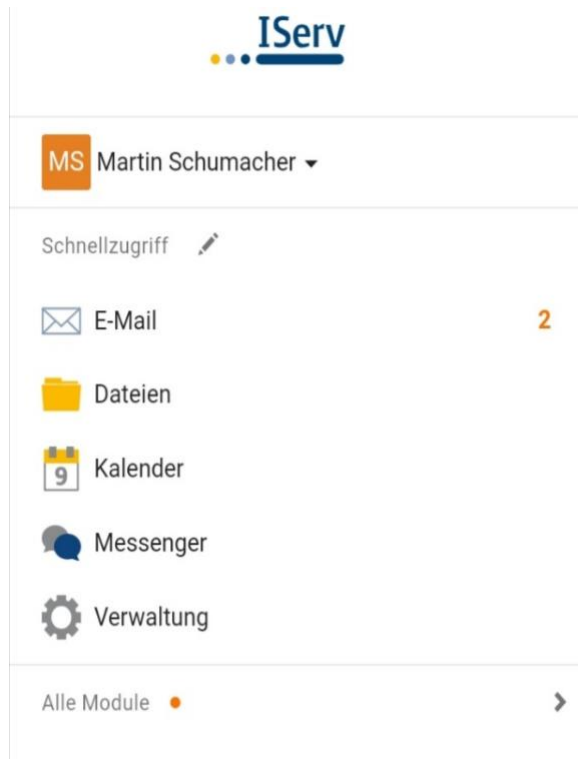 IServ
MS Martin Schumacher
Schnellzugriff
E-Mail 2
Dateien
9 Kalender
Messenger
Verwaltung
Alle Module